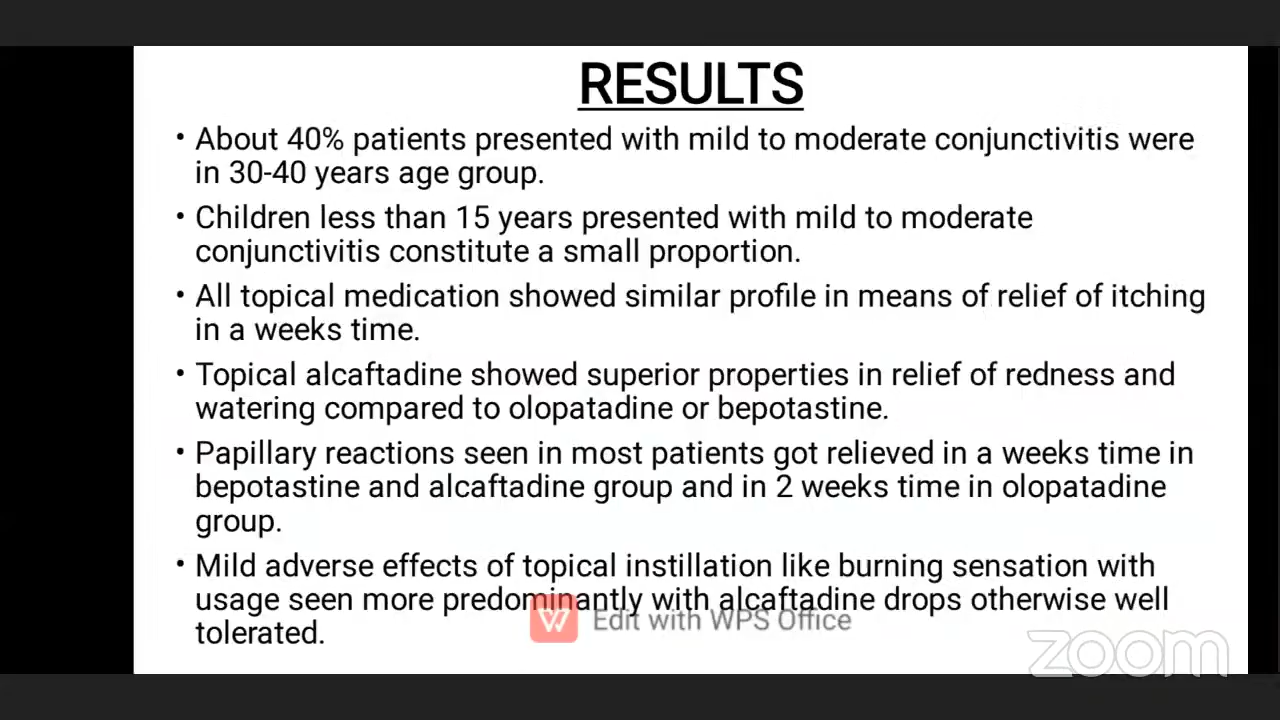 RESULTS
• About 40% patients presented with mild to moderate conjunctivitis were
in 30-40 years age group.
• Children less than 15 years presented with mild to moderate
conjunctivitis constitute a small proportion.
• All topical medication showed similar profile in means of relief of itching
in a weeks time.
• Topical alcaftadine showed superior properties in relief of redness and
watering compared to olopatadine or bepotastine.
• Papillary reactions seen in most patients got relieved in a weeks time in
bepotastine and alcaftadine group and in 2 weeks time in olopatadine
group.
• Mild adverse effects of topical instillation like burning sensation with
usage seen more predominantly with alcaftadine drops otherwise well
tolerated.
Edit with WPS Office
zoom